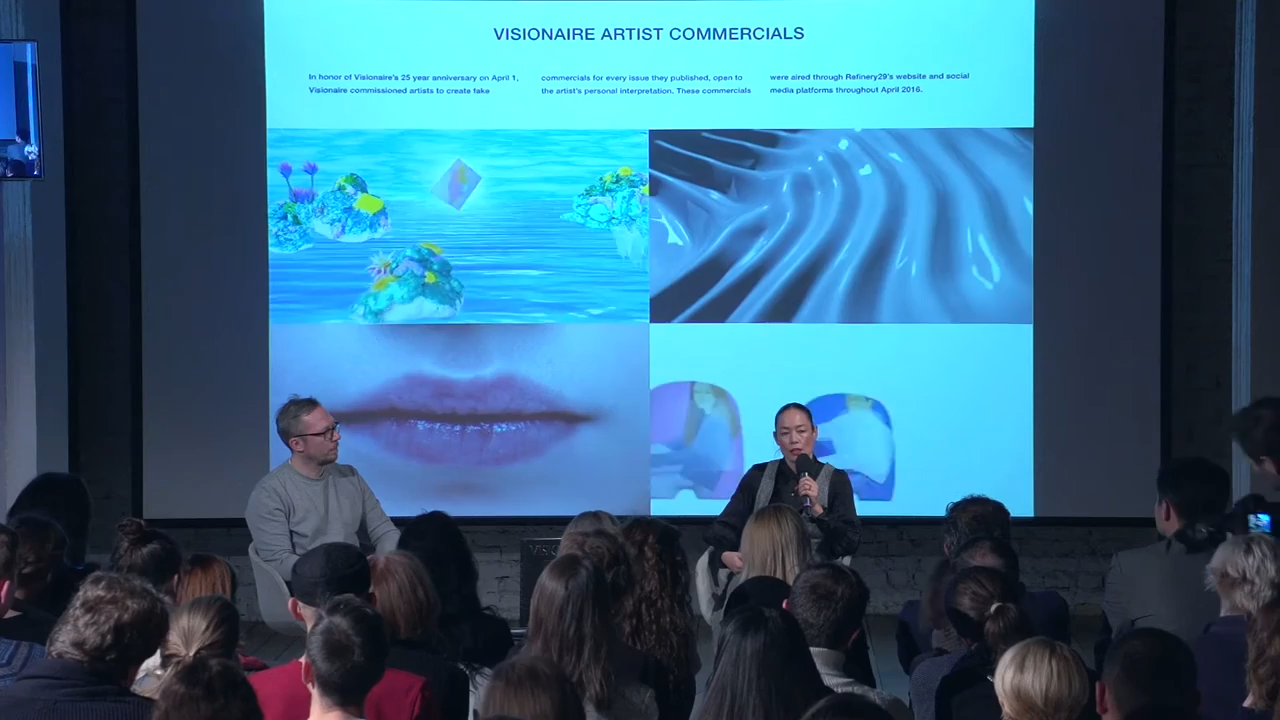 VISIONAIRE ARTIST COMMERCIALS
In honor of Visionaire's 25 year anniversary on April 1,
Visionaire commissioned artists to create fake
commercials for every issue they published, open to
the artist's personal interpretation. These commercials
were aired through Refinery29's website and social
media platforms throughout April 2016.